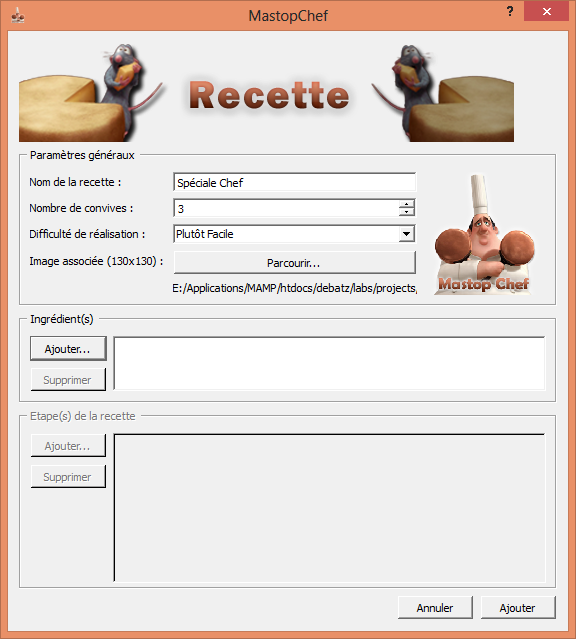 MastopChef
?
Recette
Paramètres généraux
Nom de la recette :
Spéciale Chef
Nombre de convives :
3
Difficulté de réalisation :
Plutôt Facile
Image associée (130x130) :
Parcourir...
E:/Applications/MAMP/htdocs/debatz/labs/projects,
Mastop Chef
Ingrédient(s)
Ajouter...
Supprimer
Etape(s) de la recette
Ajouter...
Supprimer
Annuler
Ajouter